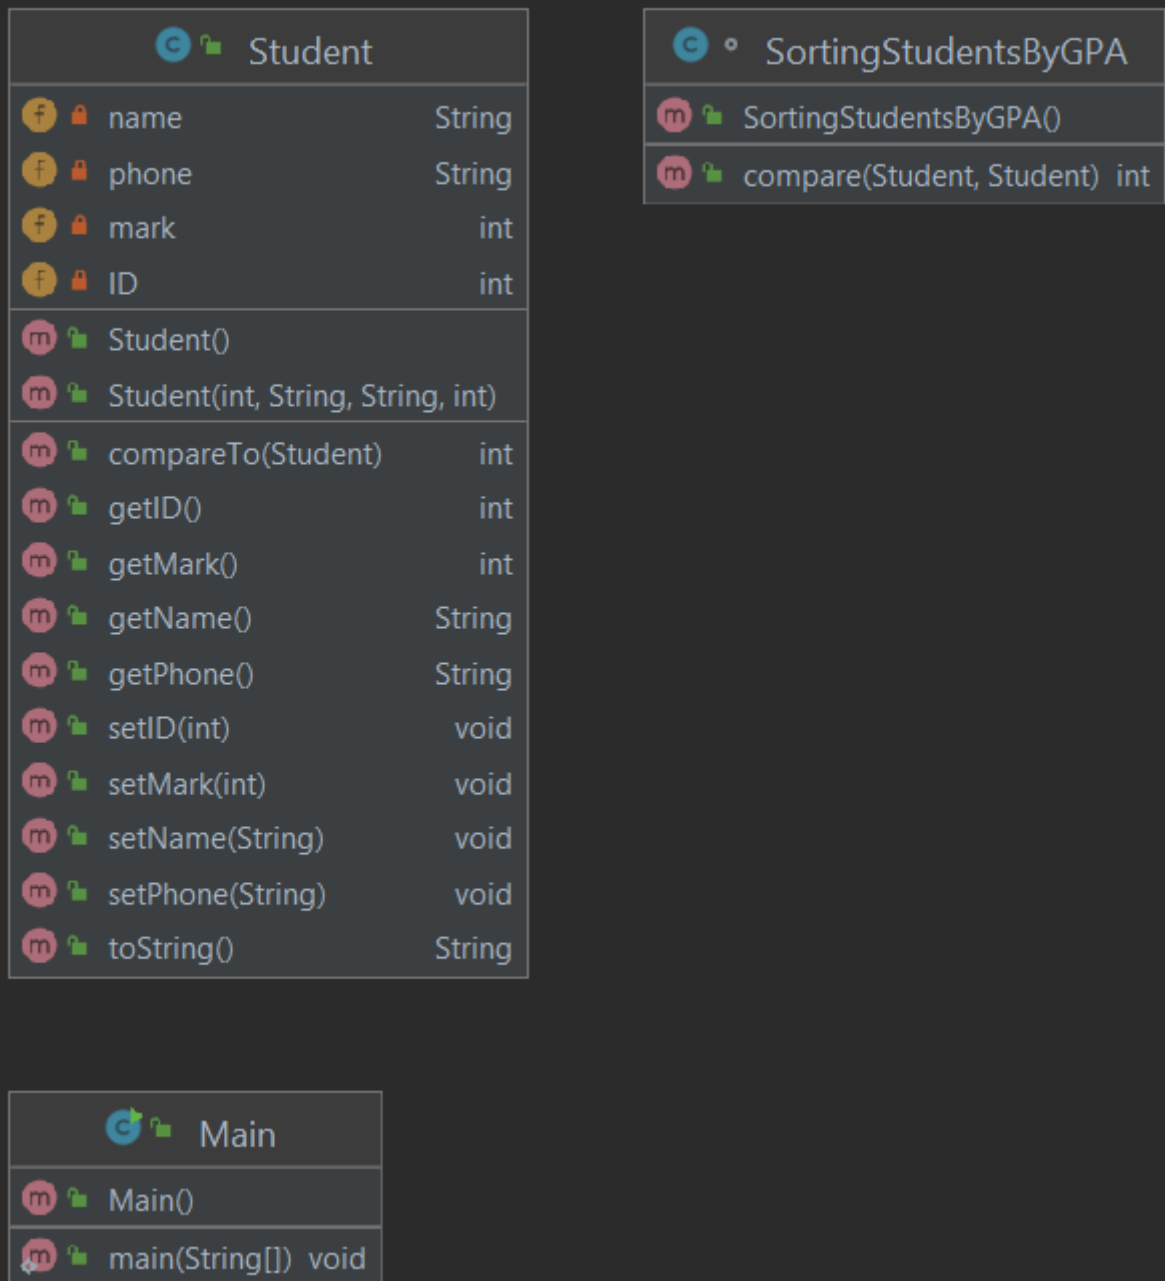 Student
name String
phone String
mark int
ID int
Student()
Student(int, String, String, int)
compareTo(Student) int
getID() int
getMark() int
getName() String
getPhone() String
setID(int) void
setMark(int) void
setName(String) void
setPhone(String) void
toString() String
SortingStudentsByGPA
SortingStudentsByGPA()
compare(Student, Student) int
Main
Main()
main(String[]) void